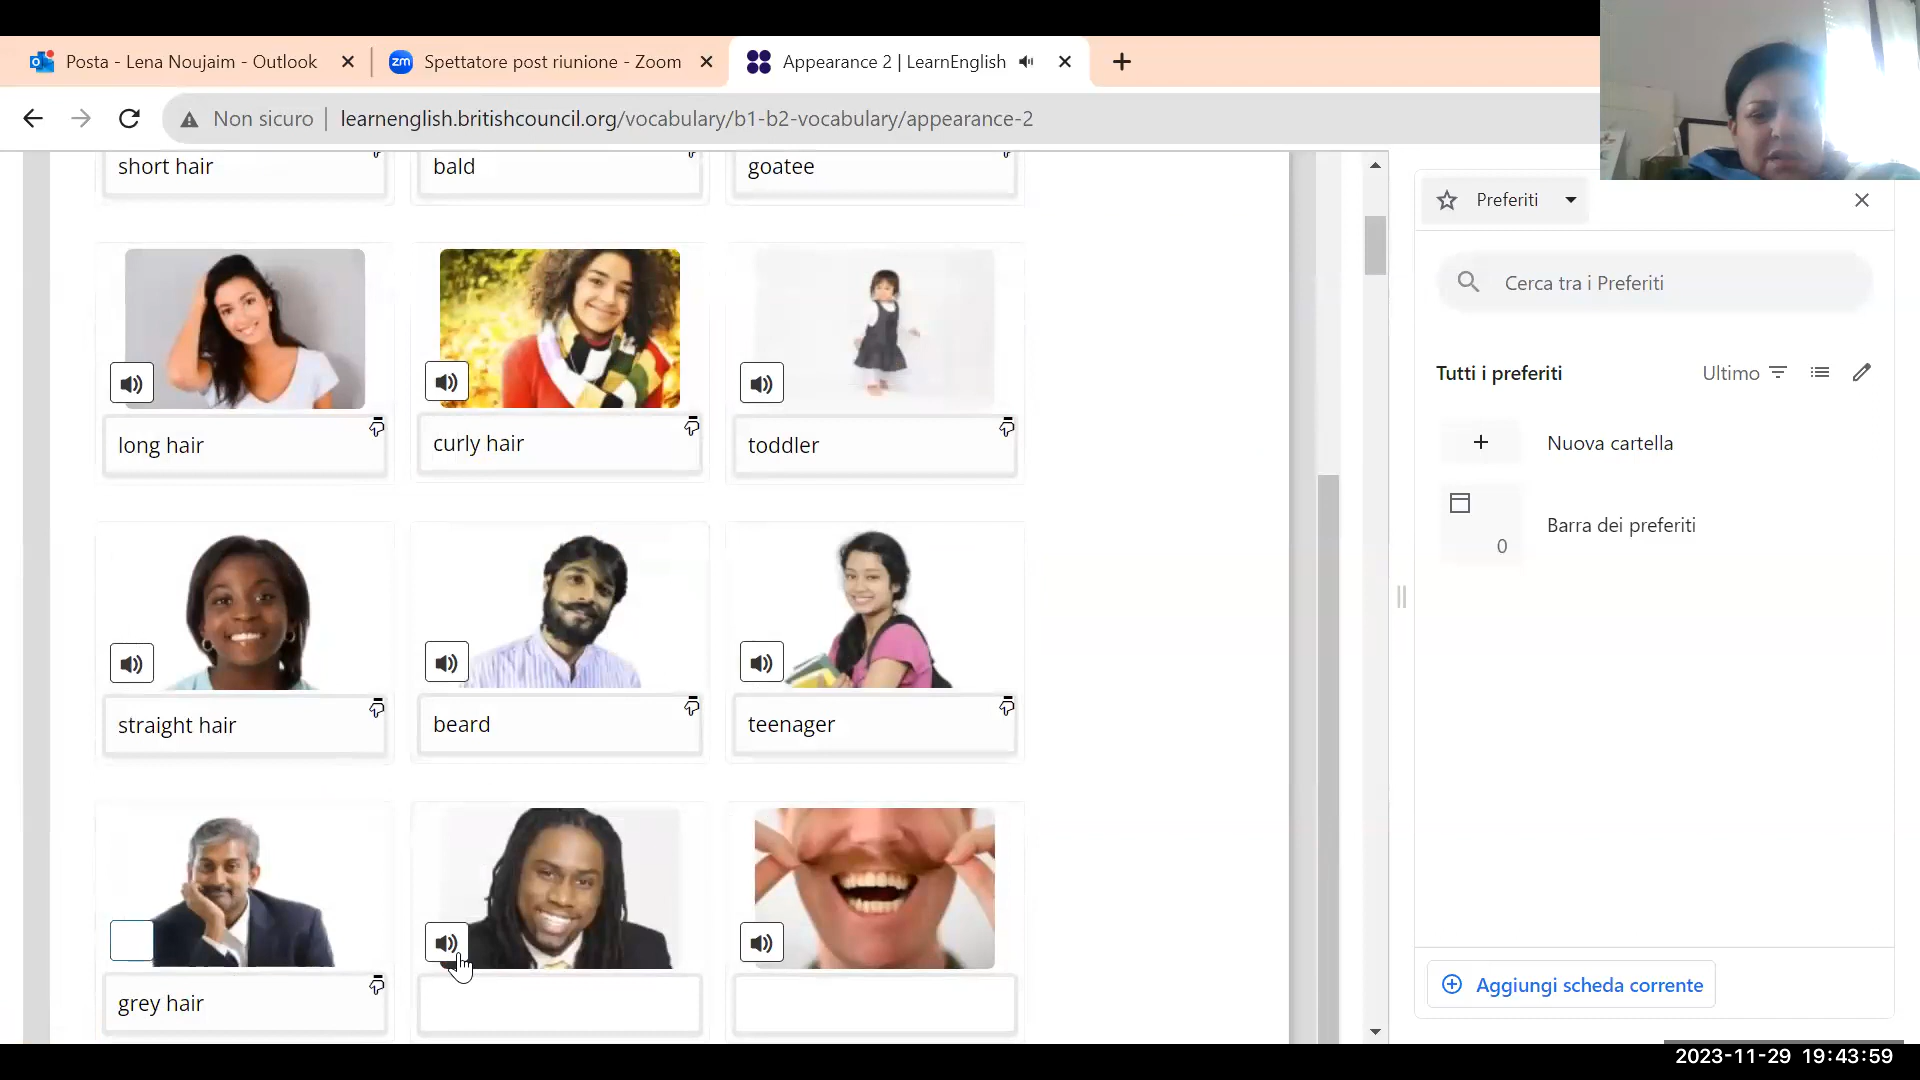 Posta - Lena Noujaim - Outlook
Spettatore post riunione - Zoom
Appearance 2 | LearnEnglish
Non sicuro
learnenglish.britishcouncil.org/vocabulary/b1-b2-vocabulary/appearance-2
short hair
bald
goatee
long hair
curly hair
toddler
straight hair
beard
teenager
grey hair
Preferiti
Cerca tra i Preferiti
Tutti i preferiti
Ultimo
Nuova cartella
Barra dei preferiti
0
Aggiungi scheda corrente
2023-11-29 19:43:59
zm